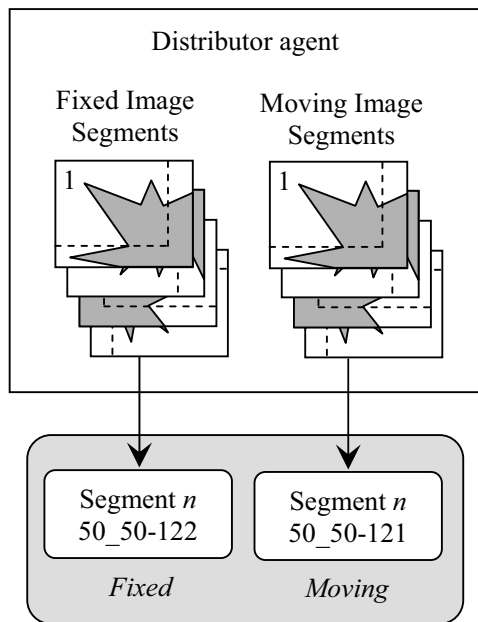 Distributor agent
Fixed Image
Segments
Moving Image
Segments
1
1
Segment n
50_50-122
Segment n
50_50-121
Fixed
Moving